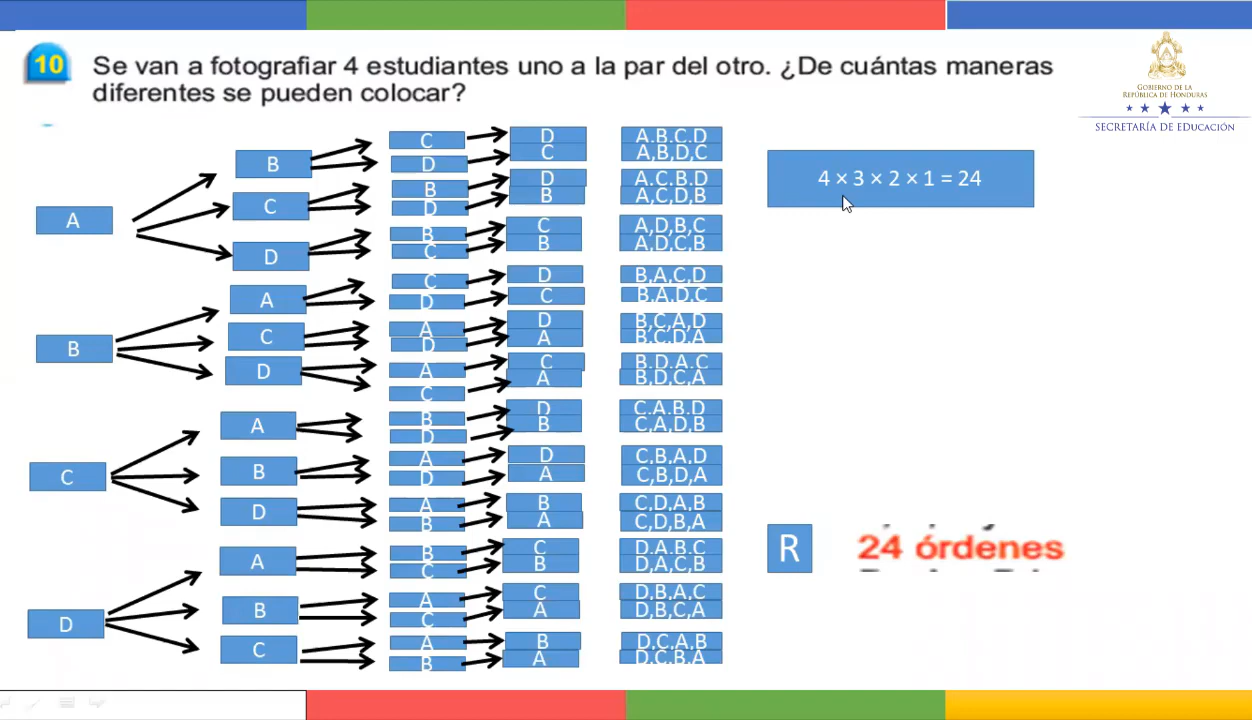 10
Se van a fotografiar 4 estudiantes uno a la par del otro. ¿De cuántas maneras
diferentes se pueden colocar?
GOBIERNO DE LA
REPÚBLICA DE HONDURAS
SECRETARÍA DE EDUCACIÓN
4 × 3 × 2 × 1 = 24
A
B
C
D
A.B.C.D
D
C
A,B,D,C
C
B
D
A.C.B.D
D
B
A,C,D,B
D
B
C
A,D,B,C
C
B
A,D,C,B
B
A
C
D
B,A,C,D
D
C
B,A,D,C
C
A
D
B,C,A,D
D
A
B,C,D,A
D
A
C
B.D.A.C
C
A
B,D,C,A
C
A
B
D
C.A.B.D
D
B
C,A,D,B
B
A
D
C,B,A,D
D
A
C,B,D,A
D
A
B
C,D,A,B
B
A
C,D,B,A
D
A
B
C
D.A.B.C
C
B
D,A,C,B
B
A
C
D,B,A,C
C
A
D,B,C,A
C
A
B
D,C,A,B
B
A
D,C,B,A
R
24 órdenes